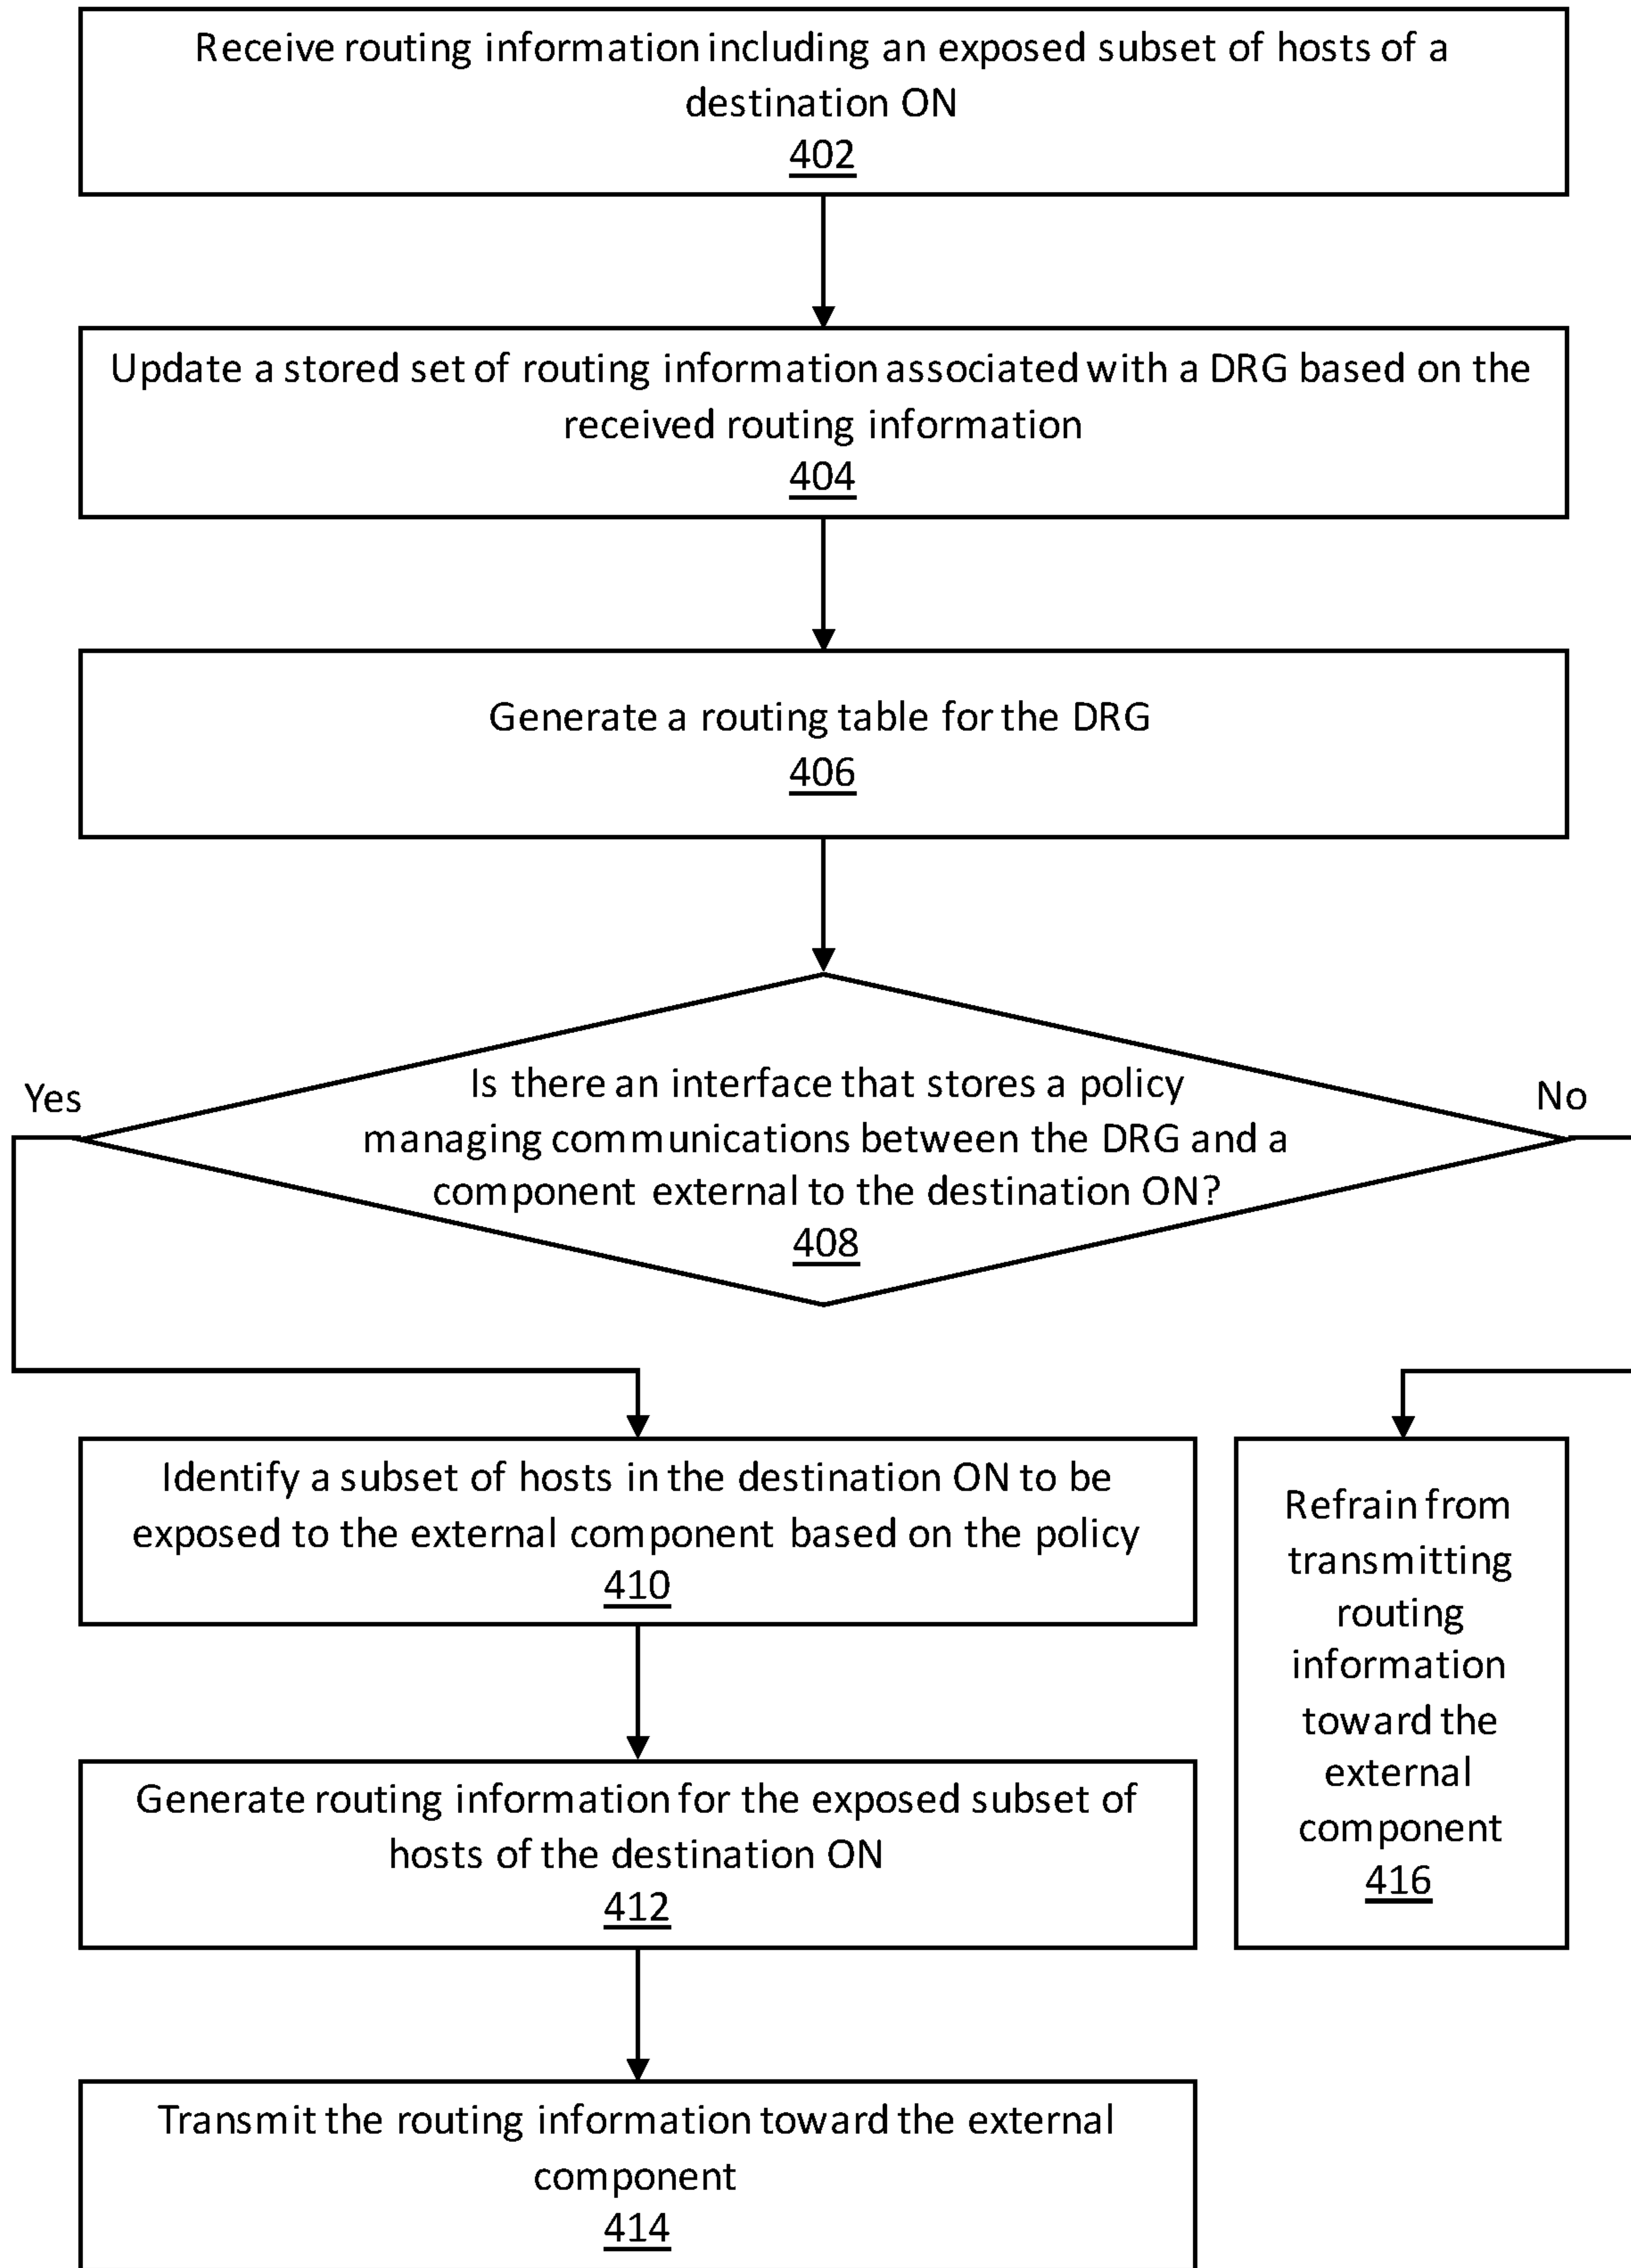 Receive routing information including an exposed subset of hosts of a
destination ON
402
Update a stored set of routing information associated with a DRG based on the
received routing information
404
Generate a routing table for the DRG
406
Is there an interface that stores a policy
managing communications between the DRG and a
component external to the destination ON?
408
Yes
No
Identify a subset of hosts in the destination ON to be
exposed to the external component based on the policy
410
Generate routing information for the exposed subset of
hosts of the destination ON
412
Transmit the routing information toward the external
component
414
Refrain from
transmitting
routing
information
toward the
external
component
416